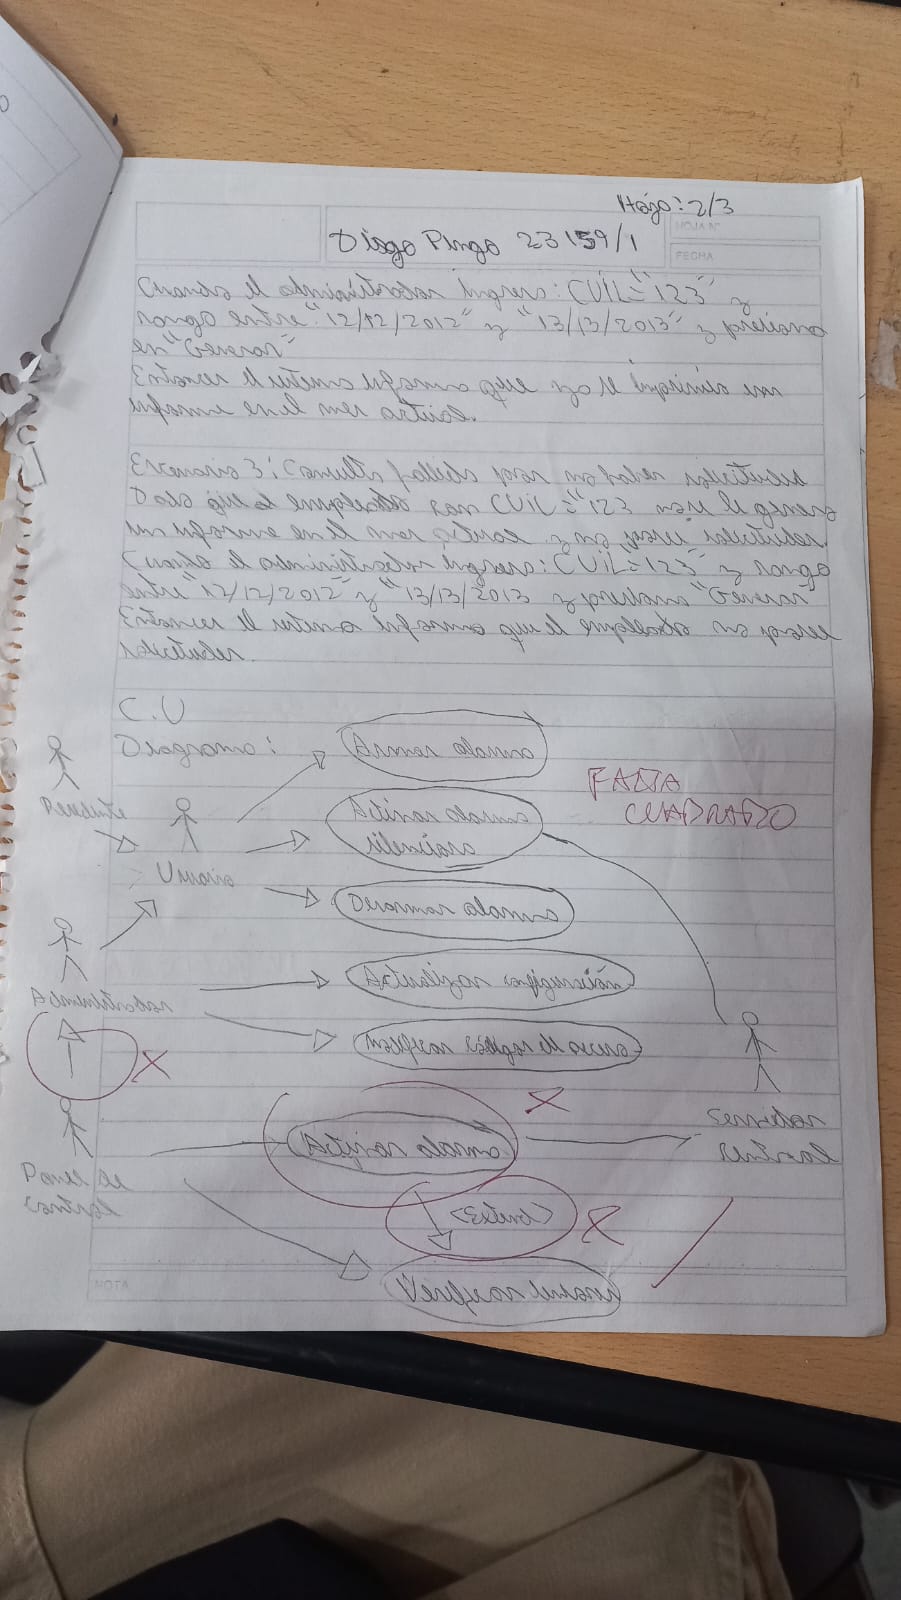 Hoja: 2/3
HOJA N°
Diego Pingo 23159/1
FECHA
Cuando el administrador ingresa: CUIL="123" y
rango entre "12/12/2012" y "13/13/2013" y presiona
en "Generar"
Entonces el sistema informa que ya se imprimió un
informe en el mes actual.
Escenario 3: Consulta fallida por no haber solicitudes
Dado que el empleado con CUIL="123 no se le generó
un informe en el mes actual y no posee solicitudes.
Cuando el administrador ingresa: CUIL="123" y rango
entre "12/12/2012" y "13/13/2013 y presiona "Generar"
Entonces el sistema informa que el empleado no posee
solicitudes.
C.U
Diagrama:
Armar alarma
FALTA
CUADRADO
Residente
Activar alarma
silenciosa
Usuario
Desarmar alarma
Actualizar configuración
Administrador
códigos de acceso
X
X
Servidor
central
Activar alarma
Panel de
control
X
Verificar
NOTA